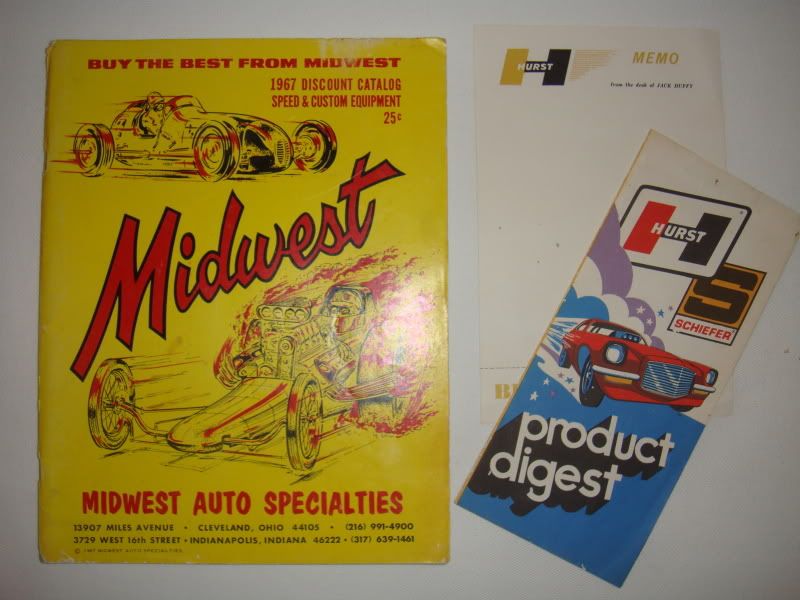 BUY THE BEST FROM MIDWEST
1967 DISCOUNT CATALOG
SPEED & CUSTOM EQUIPMENT
25¢
Midwest
MIDWEST AUTO SPECIALTIES
13907 MILES AVENUE • CLEVELAND, OHIO 44105 • (216) 991-4900
3729 WEST 16th STREET • INDIANAPOLIS, INDIANA 46222 • (317) 639-1461
© 1967 MIDWEST AUTO SPECIALTIES
HURST
MEMO
from the desk of JACK DUFFY
HURST
S
SCHIEFER
product
digest